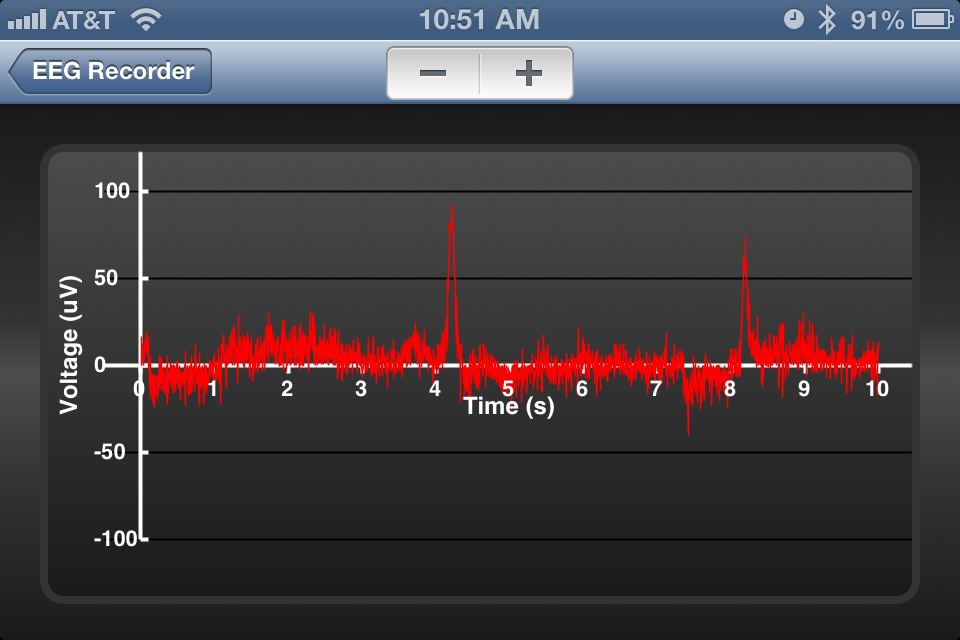 AT&T 10:51 AM 91%
EEG Recorder − +
100
50
0
-50
-100
Voltage (uV)
0 1 2 3 4 5 6 7 8 9 10
Time (s)